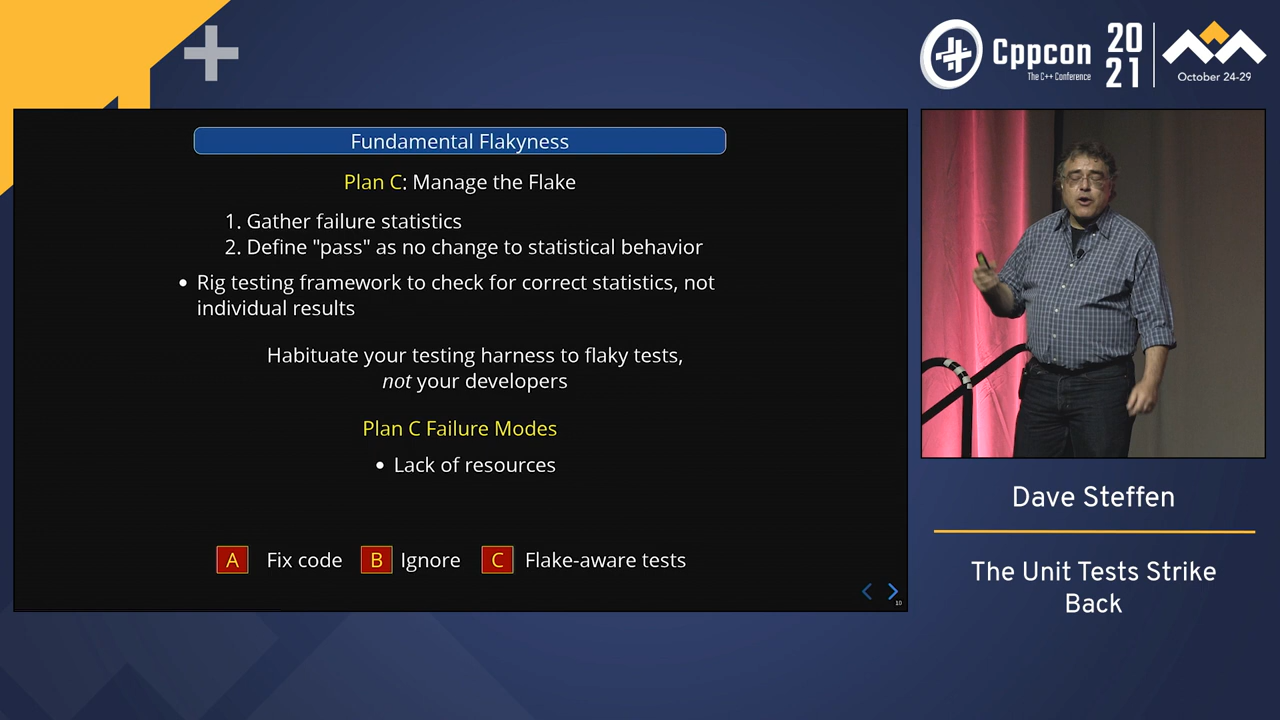 Cppcon
The C++ Conference
20
21
October 24-29
Fundamental Flakyness
Plan C: Manage the Flake
1. Gather failure statistics
2. Define "pass" as no change to statistical behavior
• Rig testing framework to check for correct statistics, not
individual results
Habituate your testing harness to flaky tests,
not your developers
Plan C Failure Modes
• Lack of resources
A Fix code B Ignore C Flake-aware tests
10
Dave Steffen
The Unit Tests Strike
Back